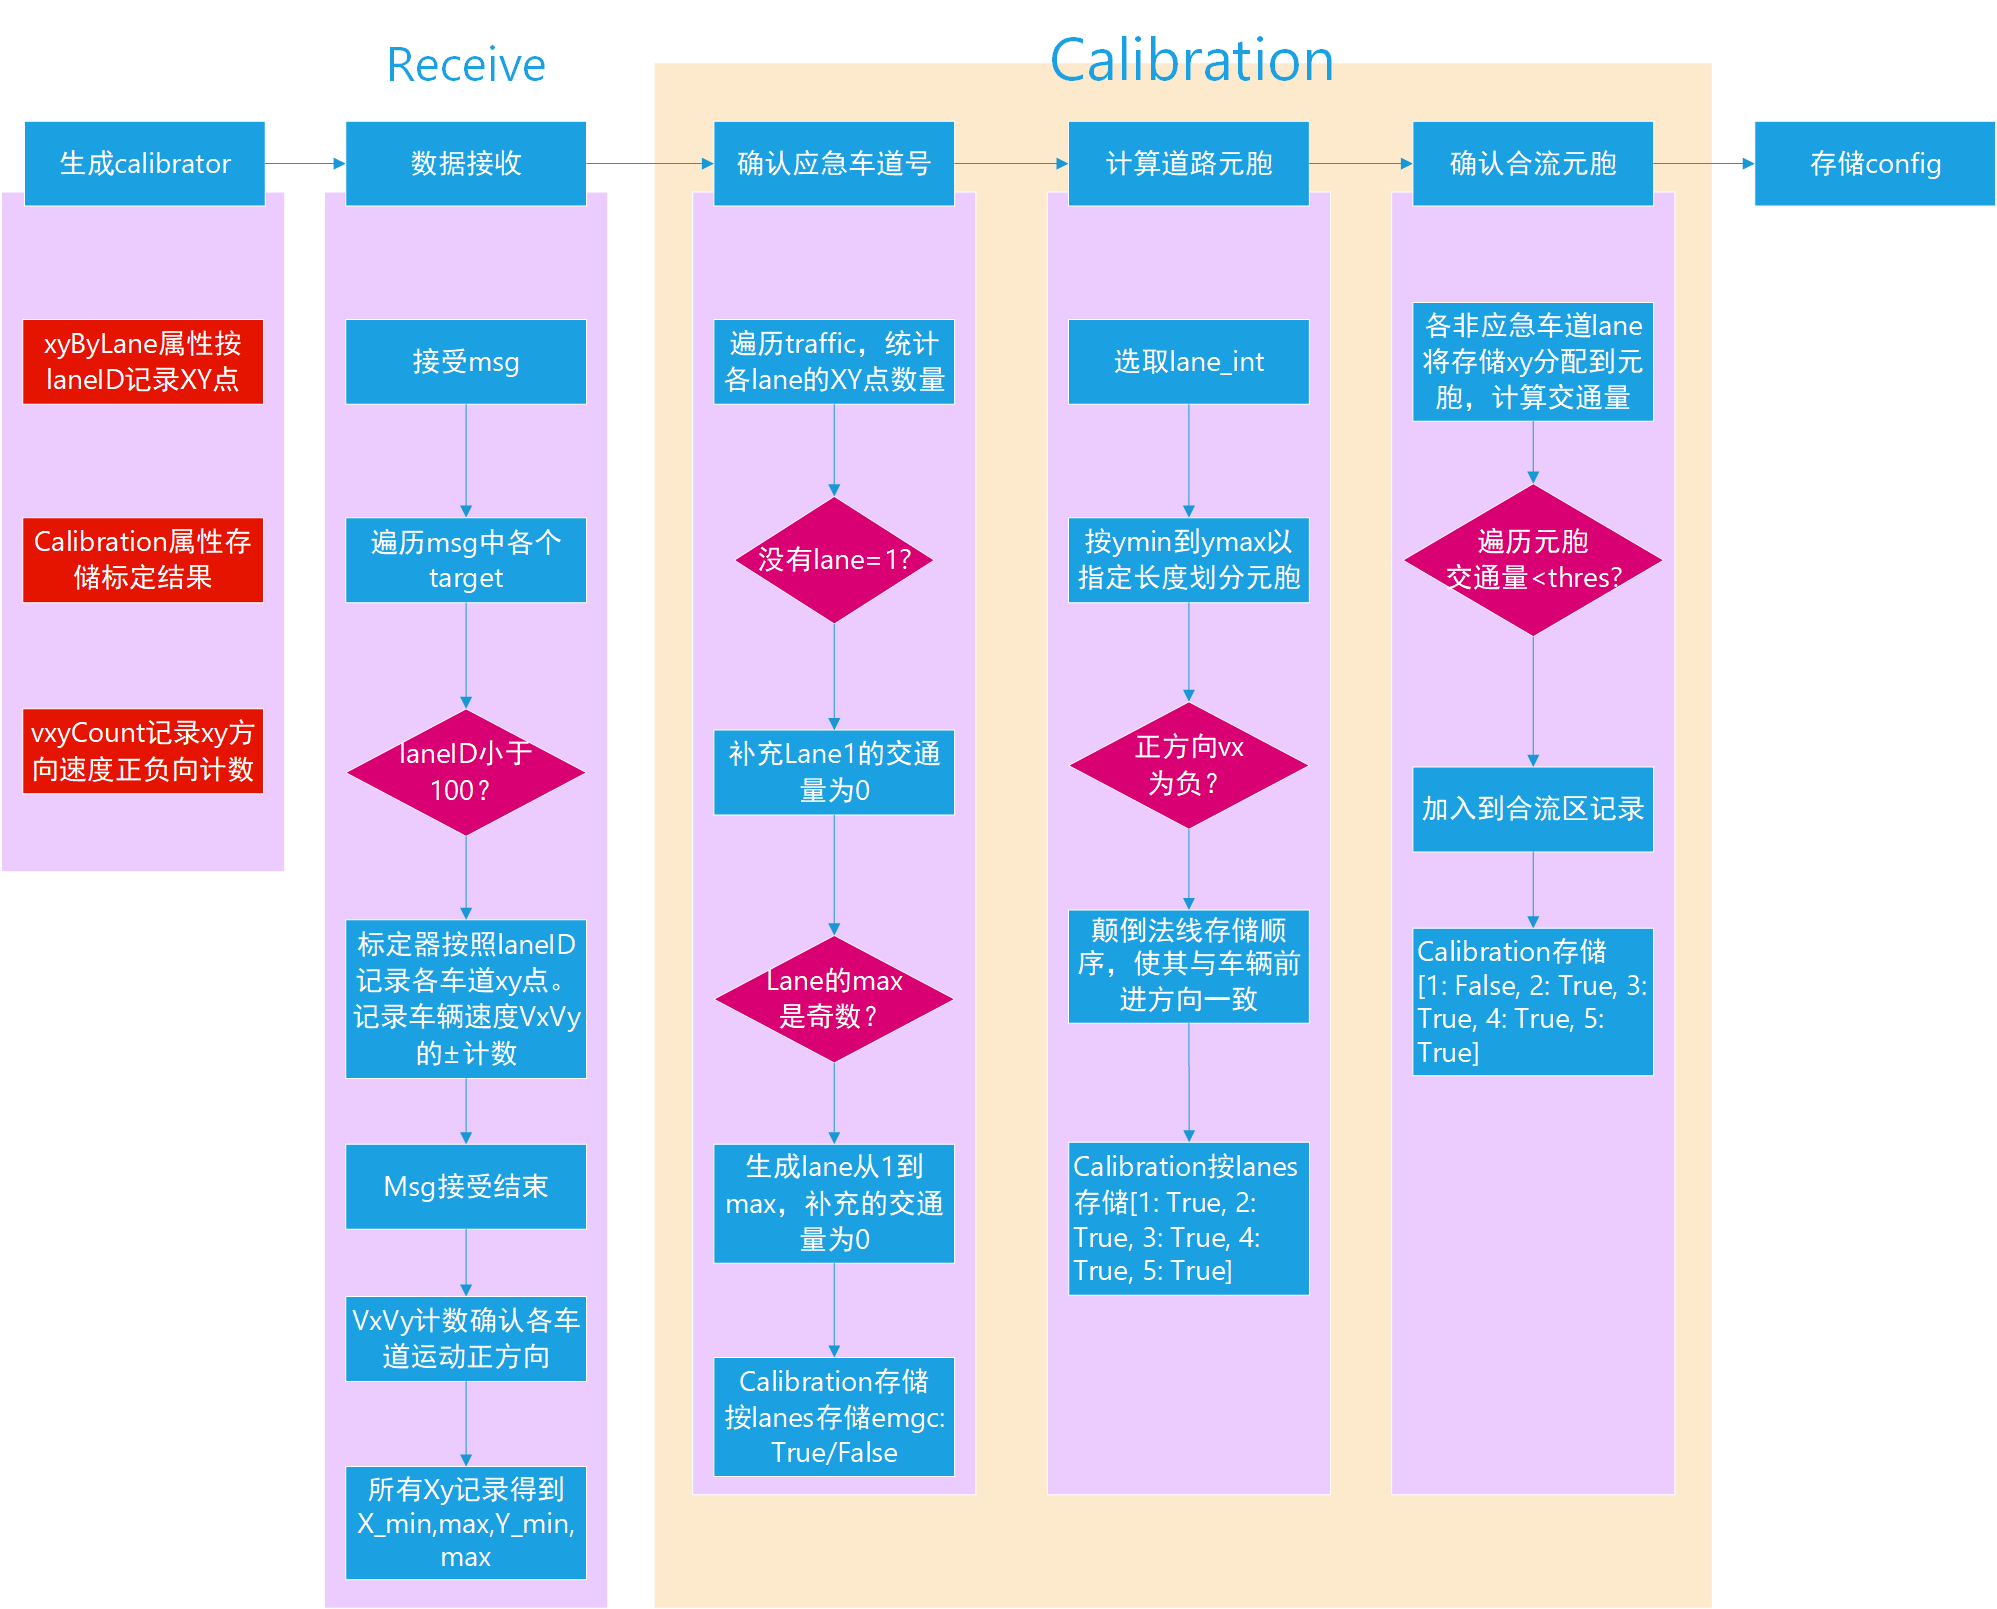 Receive
Calibration
生成calibrator
数据接收
确认应急车道号
计算道路元胞
确认合流元胞
存储config
xyByLane属性按
laneID记录XY点
Calibration属性存
储标定结果
vxyCount记录xy方
向速度正负向计数
接受msg
遍历msg中各个
target
laneID小于
100？
标定器按照laneID
记录各车道xy点。
记录车辆速度VxVy
的±计数
Msg接受结束
VxVy计数确认各车
道运动正方向
所有Xy记录得到
X_min,max,Y_min,
max
遍历traffic，统计
各lane的XY点数量
没有lane=1?
补充Lane1的交通
量为0
Lane的max
是奇数？
生成lane从1到
max，补充的交通
量为0
Calibration存储
按lanes存储emgc:
True/False
选取lane_int
按ymin到ymax以
指定长度划分元胞
正方向vx
为负？
颠倒法线存储顺
序，使其与车辆前
进方向一致
Calibration按lanes
存储[1: True, 2:
True, 3: True, 4:
True, 5: True]
各非应急车道lane
将存储xy分配到元
胞，计算交通量
遍历元胞
交通量<thres?
加入到合流区记录
Calibration存储
[1: False, 2: True, 3:
True, 4: True, 5:
True]